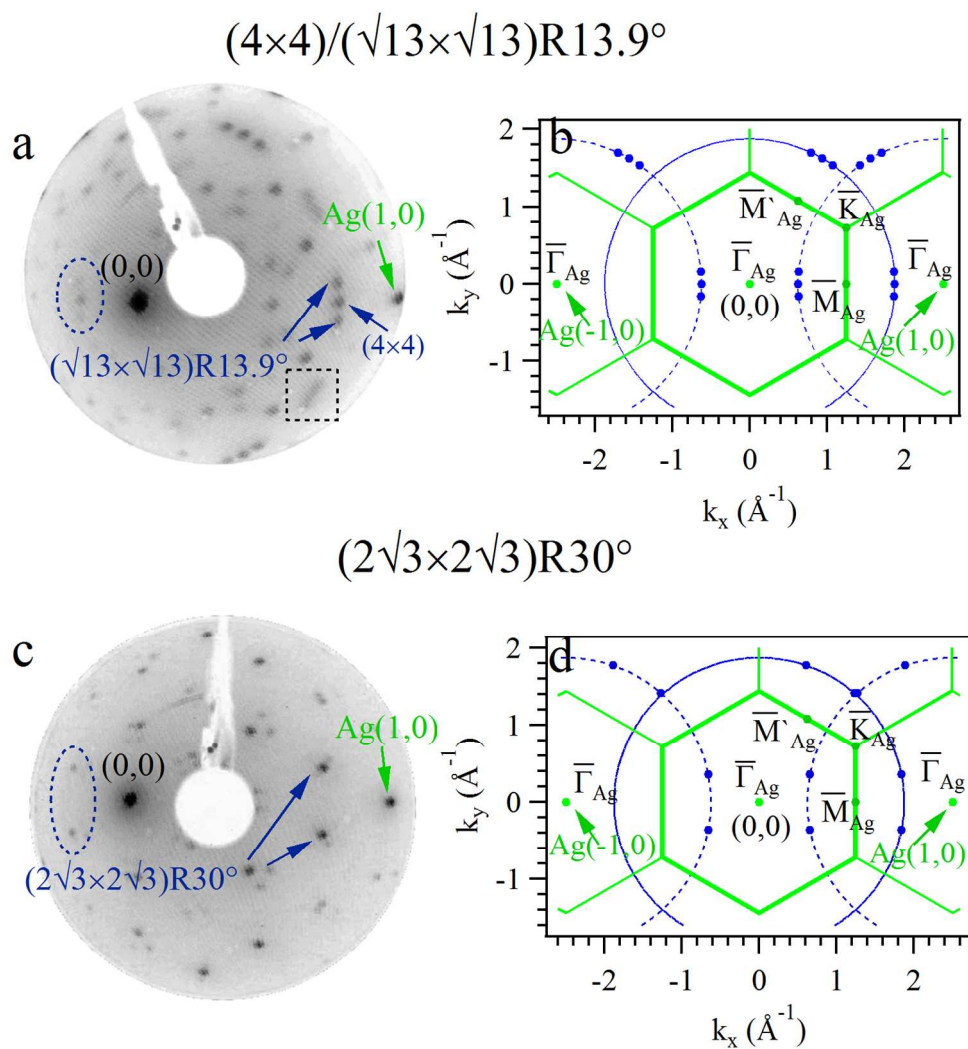 (4×4)/(√13×√13)R13.9°
a
Ag(1,0)
(0,0)
(√13×√13)R13.9°
(4×4)
b
2
1
0
-1
k_y (Å⁻¹)
M̅`_Ag
K̅_Ag
Γ̅_Ag
Γ̅_Ag
Γ̅_Ag
(0,0)
M̅_Ag
Ag(-1,0)
Ag(1,0)
-2 -1 0 1 2
k_x (Å⁻¹)
(2√3×2√3)R30°
c
Ag(1,0)
(0,0)
(2√3×2√3)R30°
d
2
1
0
-1
k_y (Å⁻¹)
M̅`_Ag
K̅_Ag
Γ̅_Ag
Γ̅_Ag
Γ̅_Ag
(0,0)
M̅_Ag
Ag(-1,0)
Ag(1,0)
-2 -1 0 1 2
k_x (Å⁻¹)